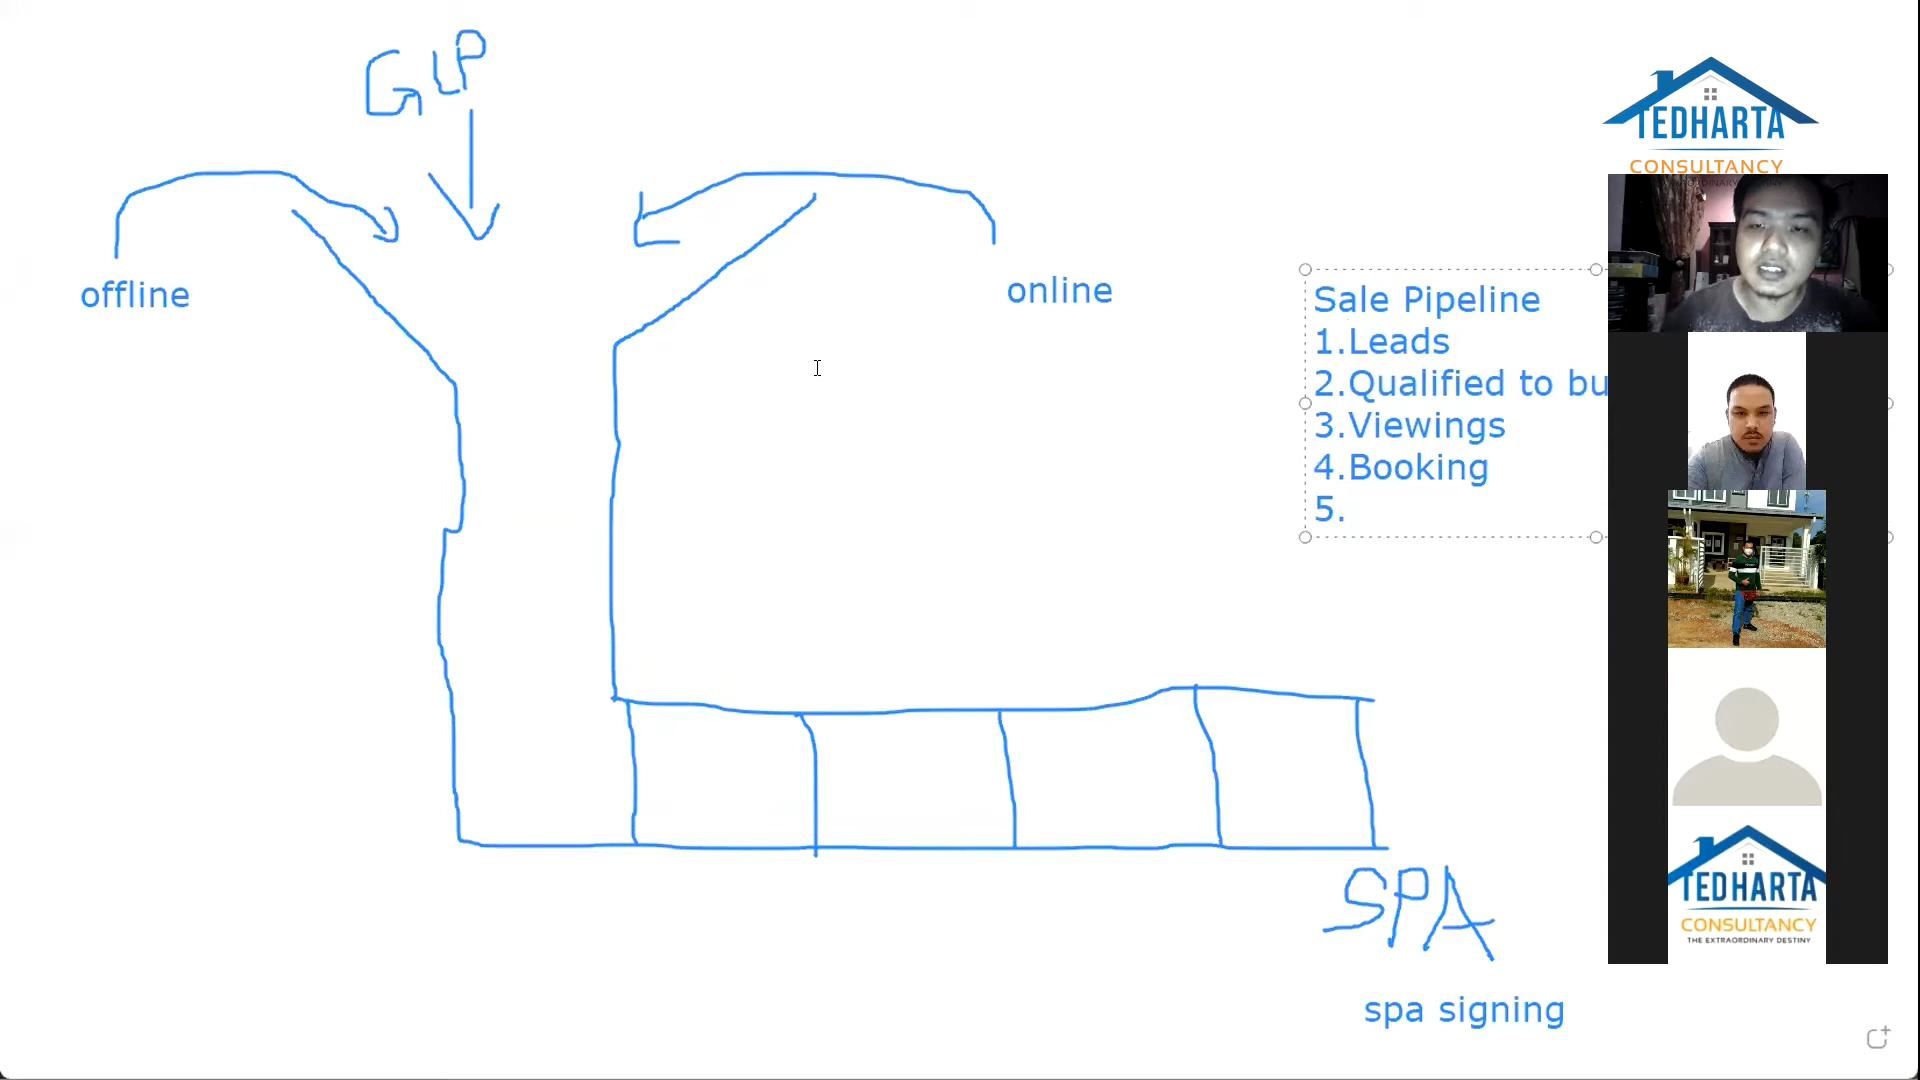 GLP
offline
online
Sale Pipeline
1.Leads
2.Qualified to bu
3.Viewings
4.Booking
5.
SPA
spa signing
TEDHARTA
CONSULTANCY
TEDHARTA
CONSULTANCY
THE EXTRAORDINARY DESTINY